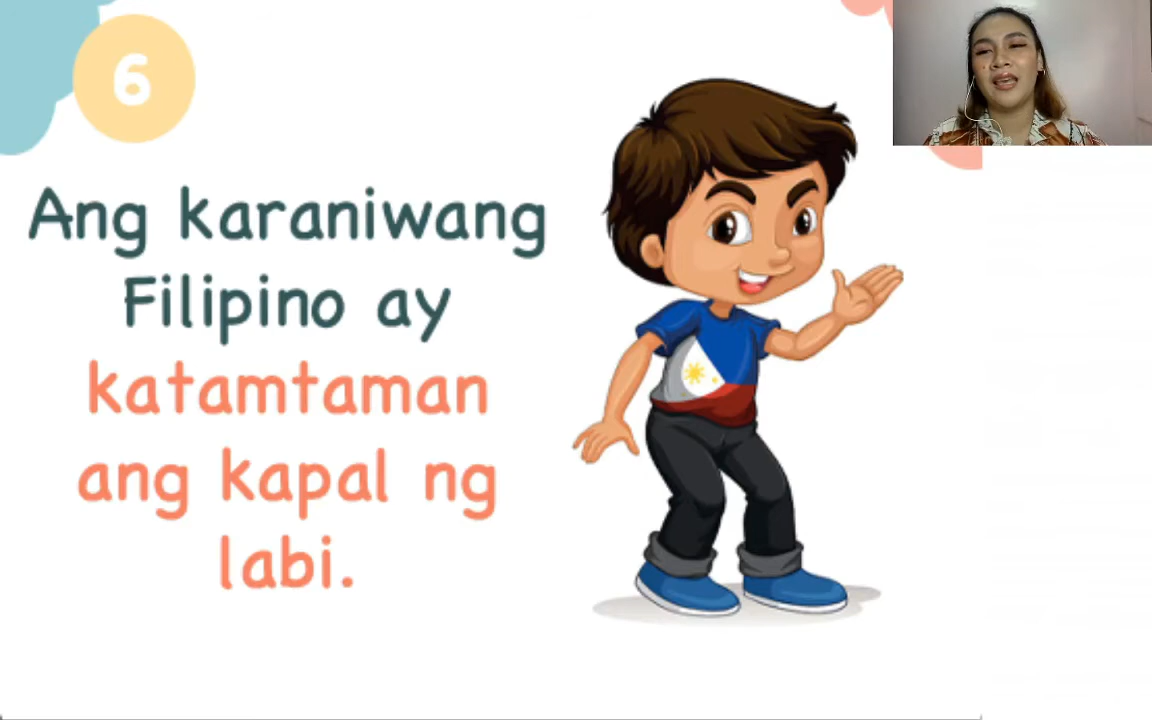 6
Ang karaniwang
Filipino ay
katamtaman
ang kapal ng
labi.